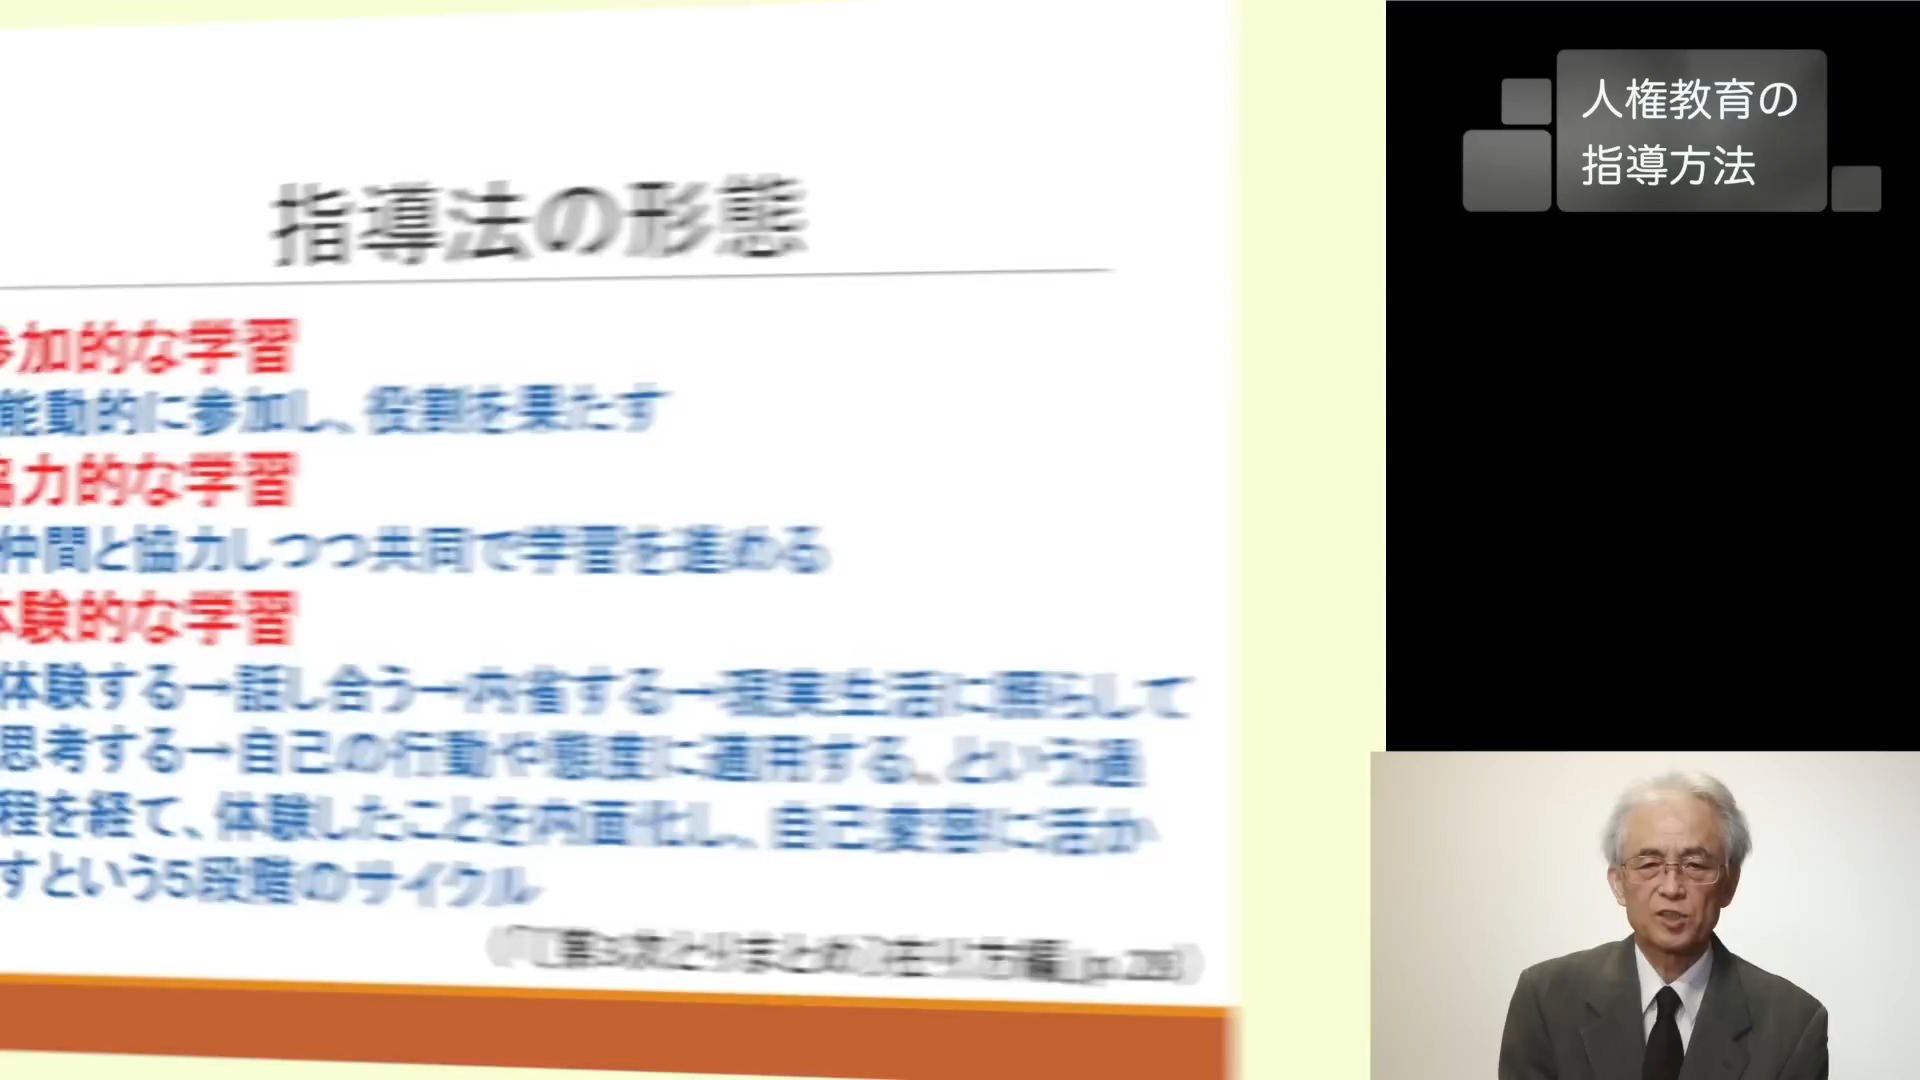 人権教育の
指導方法
指導法の形態
参加的な学習
能動的に参加し、役割を果たす
協力的な学習
仲間と協力しつつ共同で学習を進める
体験的な学習
体験する→話し合う→内省する→現実生活に照らして
思考する→自己の行動や態度に適用する、という過
程を経て、体験したことを内面化し、自己変容に活か
すという5段階のサイクル